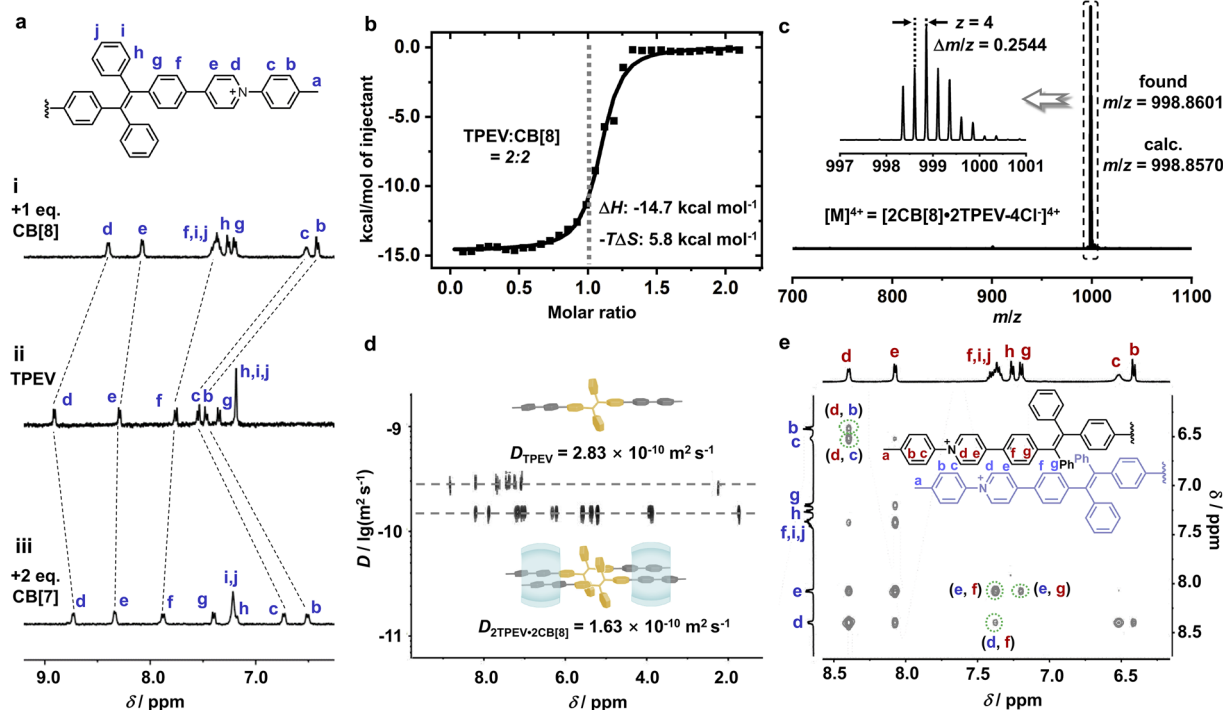 a
j
i
h
g
f
e
d
c
b
a
N
+
i
+1 eq.
CB[8]
d
e
f,i,j
h
g
c
b
ii
TPEV
d
e
f
c
b
g
h,i,j
iii
+2 eq.
CB[7]
d
e
f
g
i,j
h
c
b
9.0
8.0
7.0
6.0
δ / ppm
b
kcal/mol of injectant
0.0
-5.0
-10.0
-15.0
TPEV:CB[8]
= 2:2
ΔH: -14.7 kcal mol-1
-TΔS: 5.8 kcal mol-1
0.0
0.5
1.0
1.5
2.0
Molar ratio
c
z = 4
Δm/z = 0.2544
997
998
999
1000
1001
found
m/z = 998.8601
calc.
m/z = 998.8570
[M]4+ = [2CB[8]•2TPEV-4Cl-]4+
700
800
900
1000
1100
m/z
d
D / lg(m2 s-1)
-9
-10
-11
DTPEV = 2.83 × 10-10 m2 s-1
D2TPEV•2CB[8] = 1.63 × 10-10 m2 s-1
8.0
6.0
4.0
2.0
δ / ppm
e
d
e
f,i,j
h
g
c
b
b
c
g
h
f,i,j
e
d
(d, b)
(d, c)
a
b
c
N
+
d
e
f
g
Ph
Ph
a
b
c
N
+
d
e
f
g
(e, f)
(e, g)
(d, f)
6.5
7.0
7.5
8.0
8.5
δ / ppm
8.5
8.0
7.5
7.0
6.5
δ / ppm